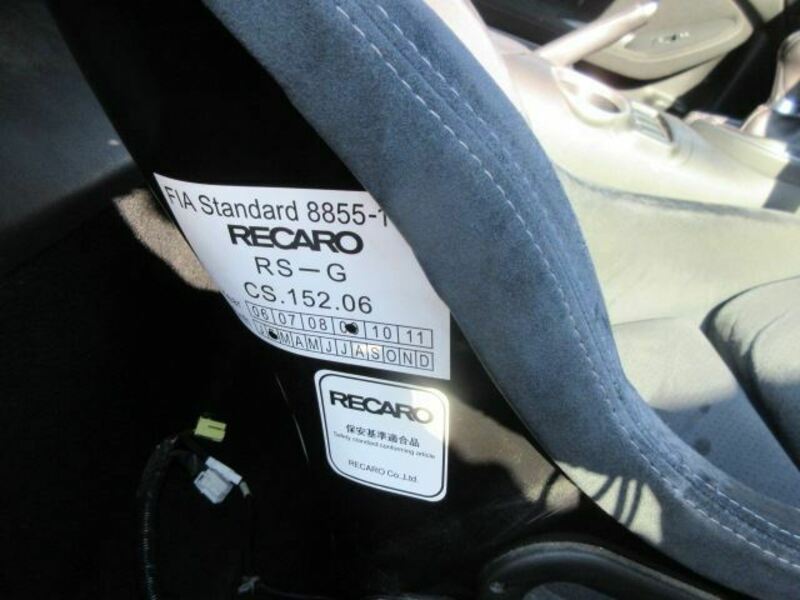 FIA Standard 8855-1
RECARO
RS-G
CS.152.06
06 07 08 10 11
J M A M J J A S O N D
RECARO
保安基準適合品
Safety standard conforming article
RECARO Co.,Ltd.